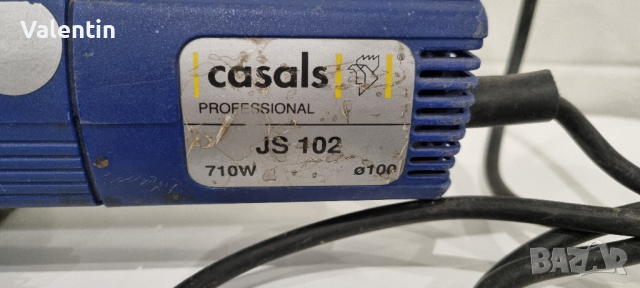 Valentin
casals
®
PROFESSIONAL
JS 102
710W ø100
BAZAR